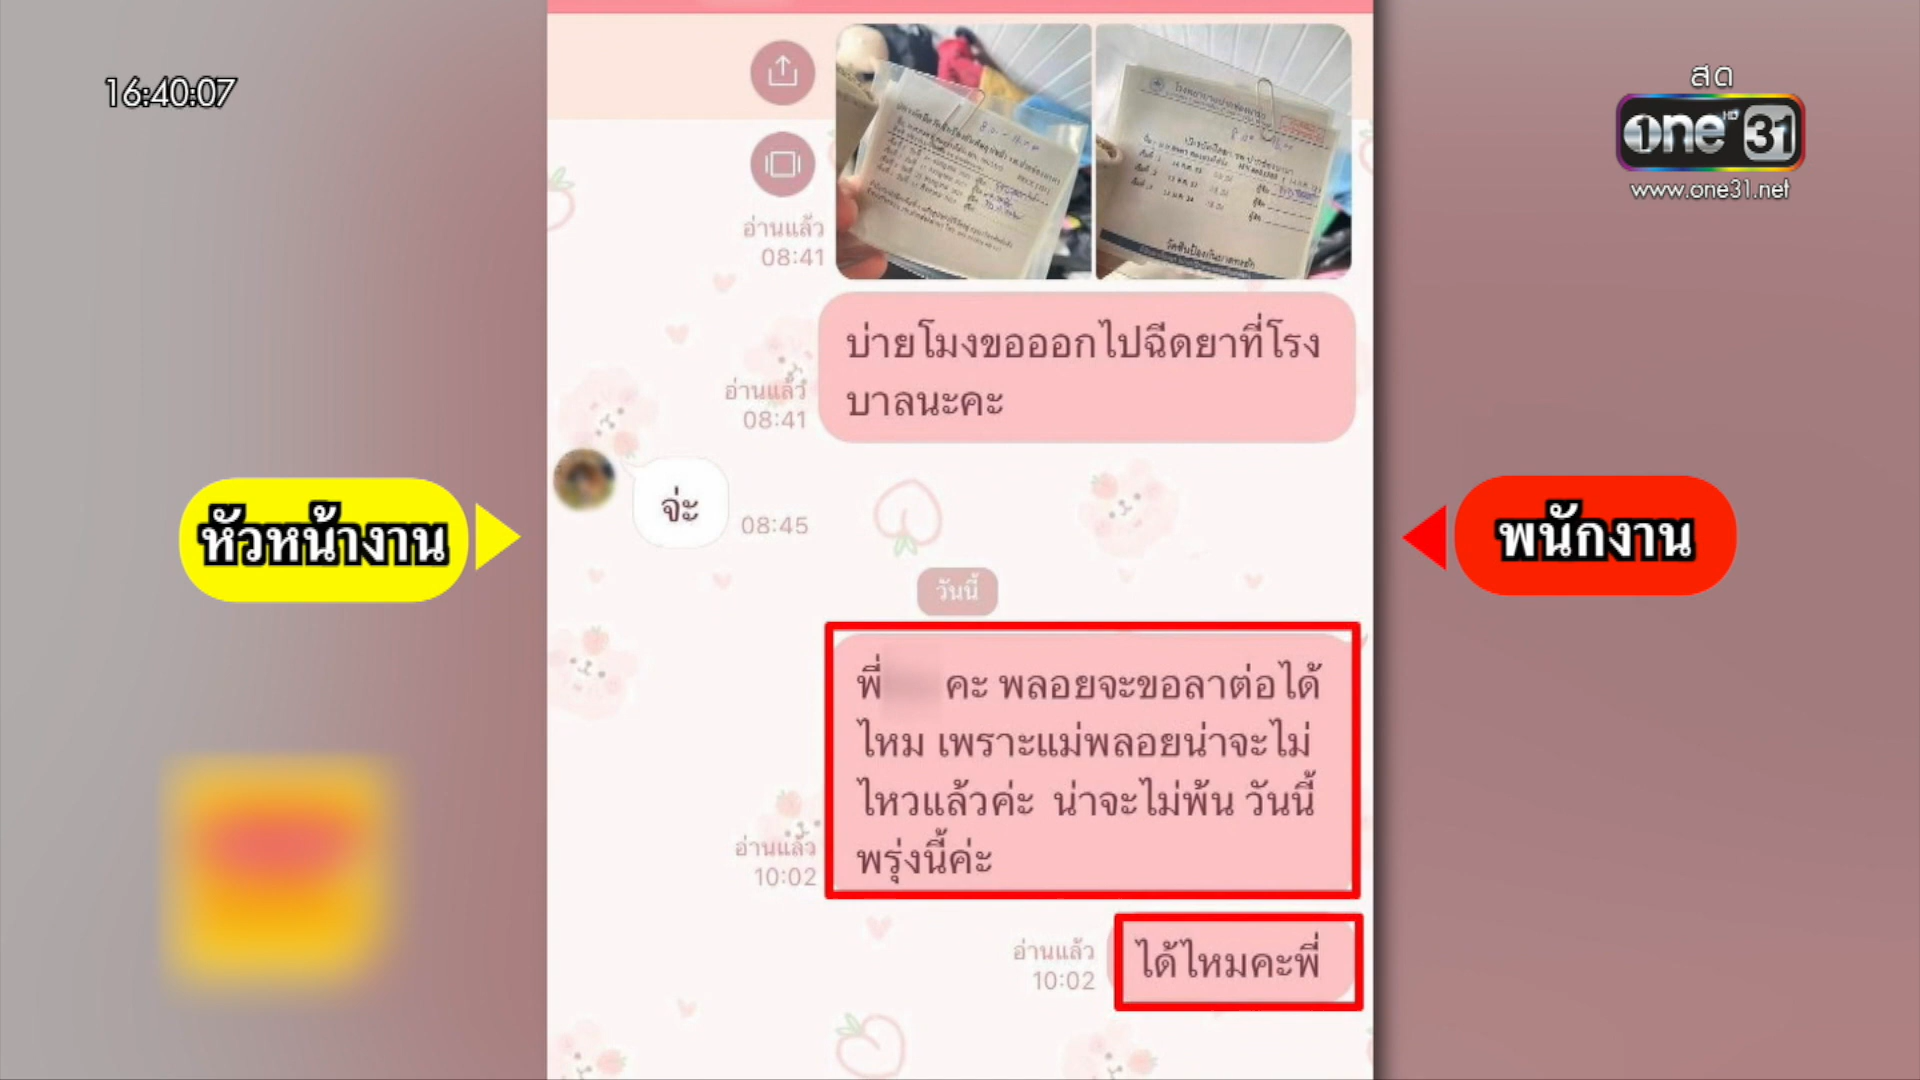 16:40:07
สด
one HD 31
www.one31.net
อ่านแล้ว
08:41
บ่ายโมงขอออกไปฉีดยาที่โรง
บาลนะคะ
อ่านแล้ว
08:41
จ่ะ
08:45
หัวหน้างาน
พนักงาน
วันนี้
พี่ คะ พลอยจะขอลาต่อได้
ไหม เพราะแม่พลอยน่าจะไม่
ไหวแล้วค่ะ น่าจะไม่พ้น วันนี้
พรุ่งนี้ค่ะ
อ่านแล้ว
10:02
ได้ไหมคะพี่
อ่านแล้ว
10:02